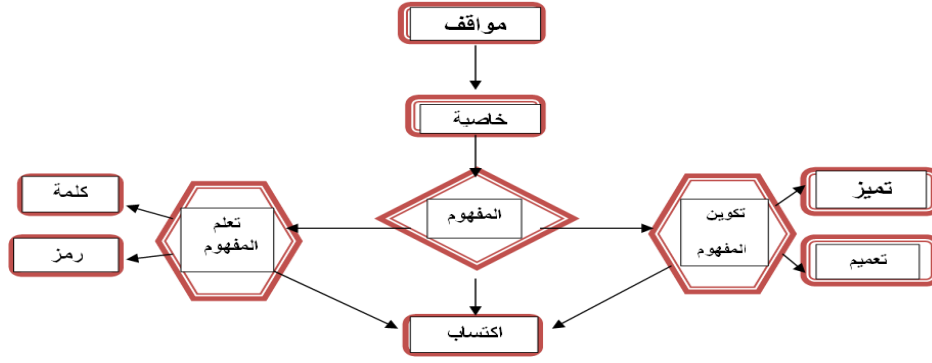 مواقف
خاصية
المفهوم
تكوين
المفهوم
تميز
تعميم
تعلم
المفهوم
كلمة
رمز
اكتساب